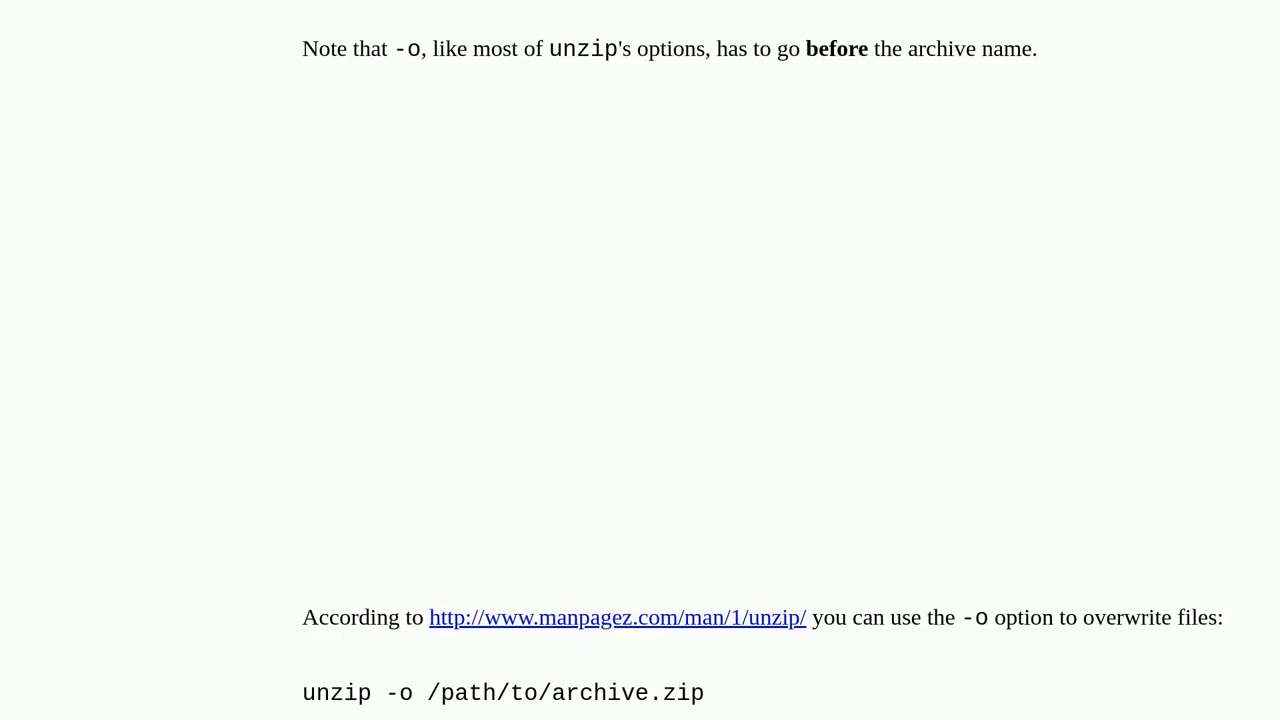 Note that -o, like most of unzip's options, has to go before the archive name.
According to http://www.manpagez.com/man/1/unzip/ you can use the -o option to overwrite files:
unzip -o /path/to/archive.zip